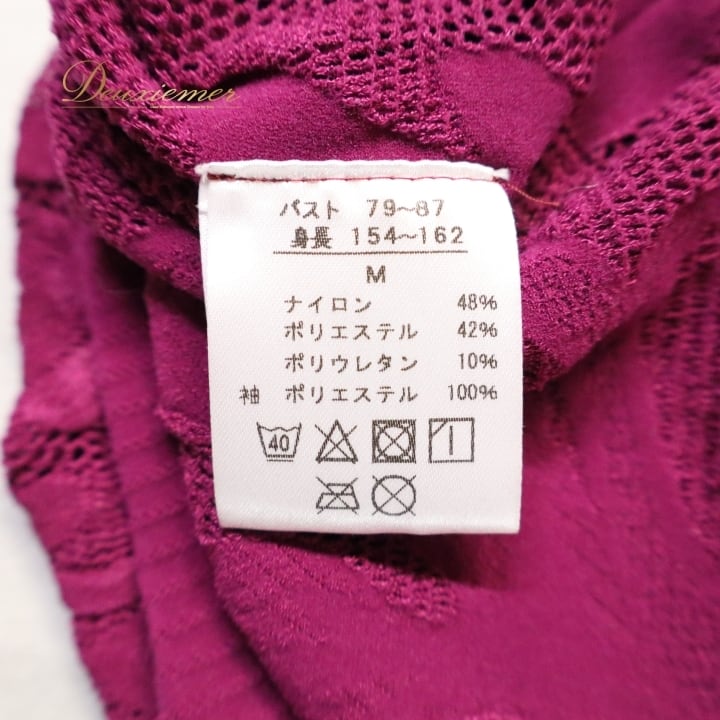 Deuxiemer
バスト 79~87
身長 154~162
M
ナイロン 48%
ポリエステル 42%
ポリウレタン 10%
袖 ポリエステル 100%
40